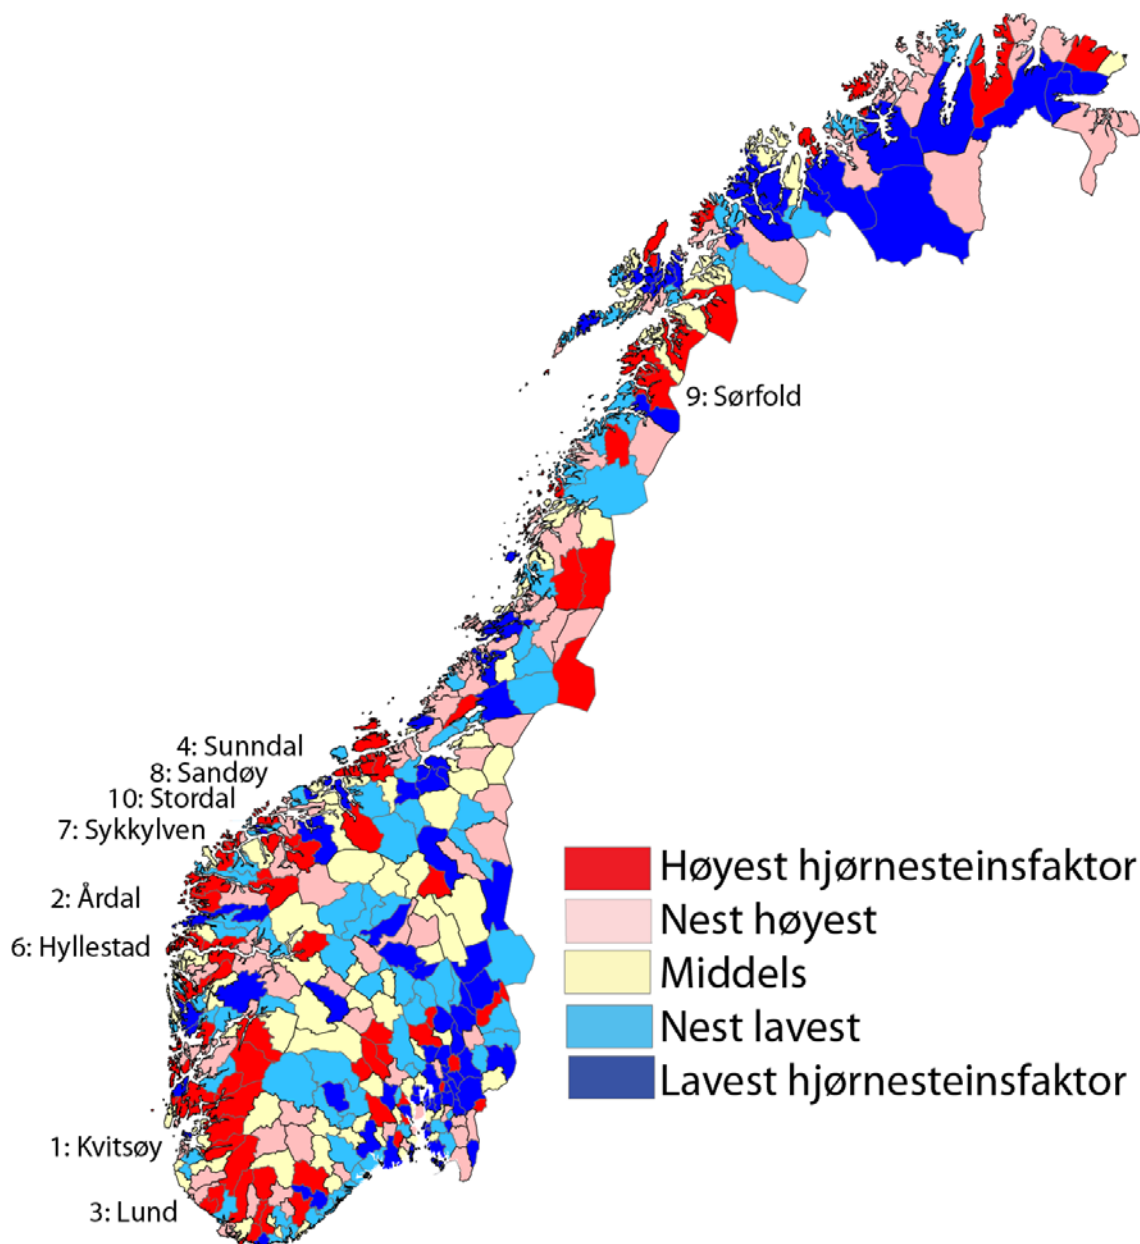 9: Sørfold
4: Sunndal
8: Sandøy
10: Stordal
7: Sykkylven
2: Årdal
6: Hyllestad
1: Kvitsøy
3: Lund
Høyest hjørnesteinsfaktor
Nest høyest
Middels
Nest lavest
Lavest hjørnesteinsfaktor